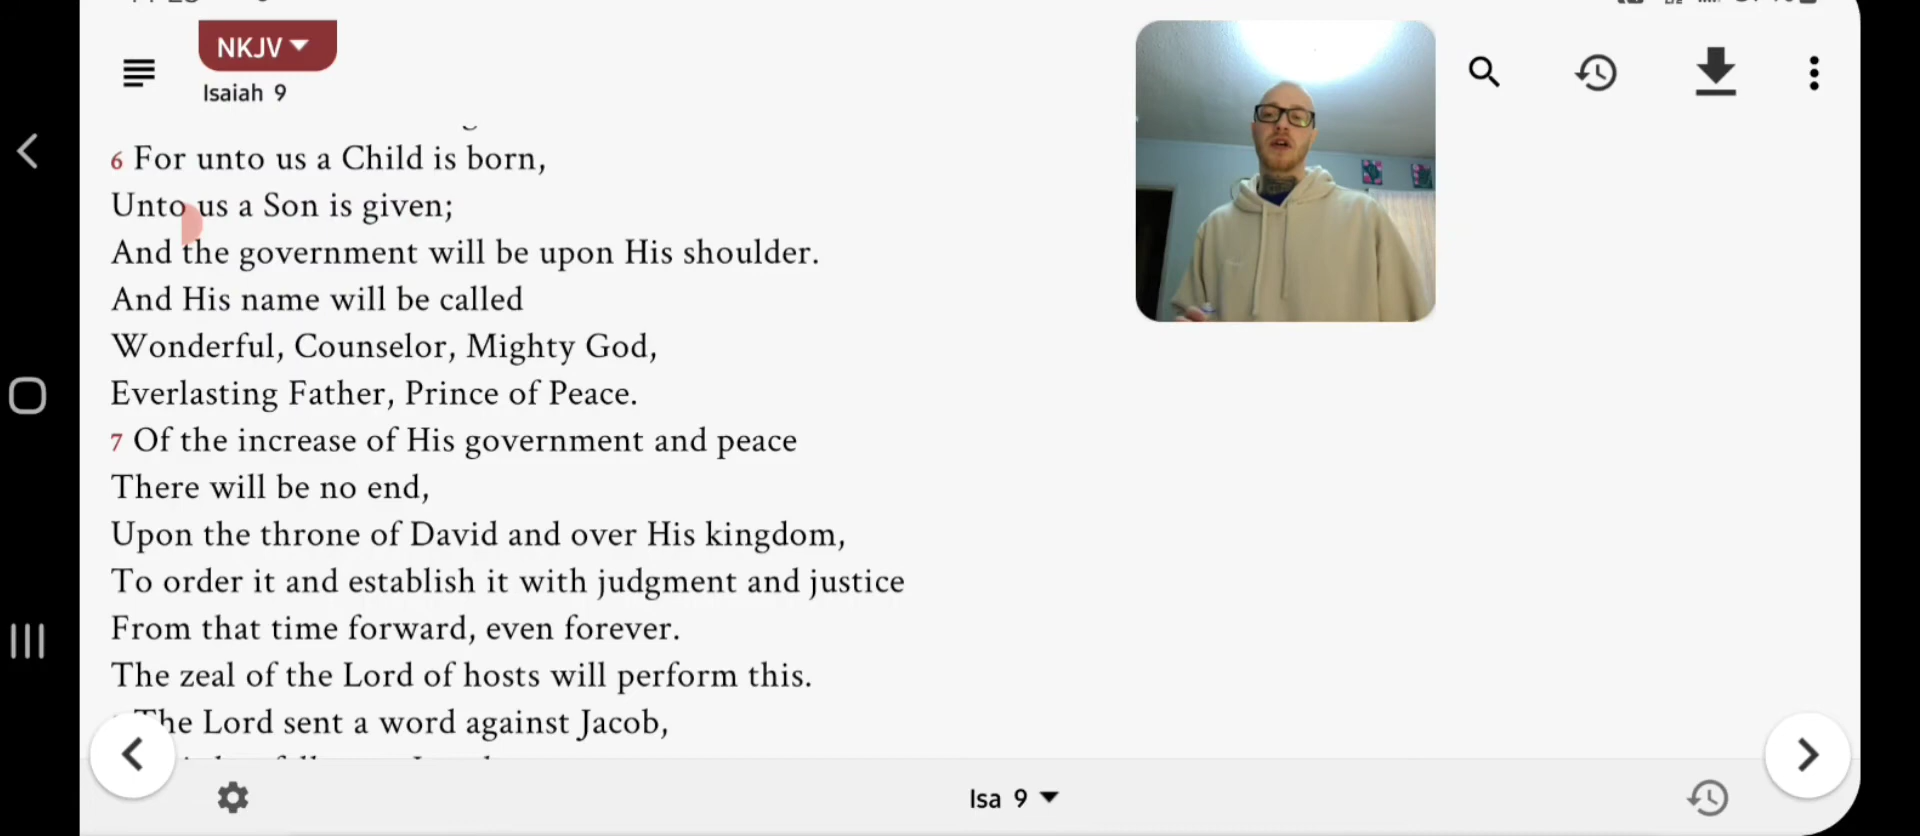 NKJV
Isaiah 9
6 For unto us a Child is born,
Unto us a Son is given;
And the government will be upon His shoulder.
And His name will be called
Wonderful, Counselor, Mighty God,
Everlasting Father, Prince of Peace.
7 Of the increase of His government and peace
There will be no end,
Upon the throne of David and over His kingdom,
To order it and establish it with judgment and justice
From that time forward, even forever.
The zeal of the Lord of hosts will perform this.
The Lord sent a word against Jacob,
Isa 9